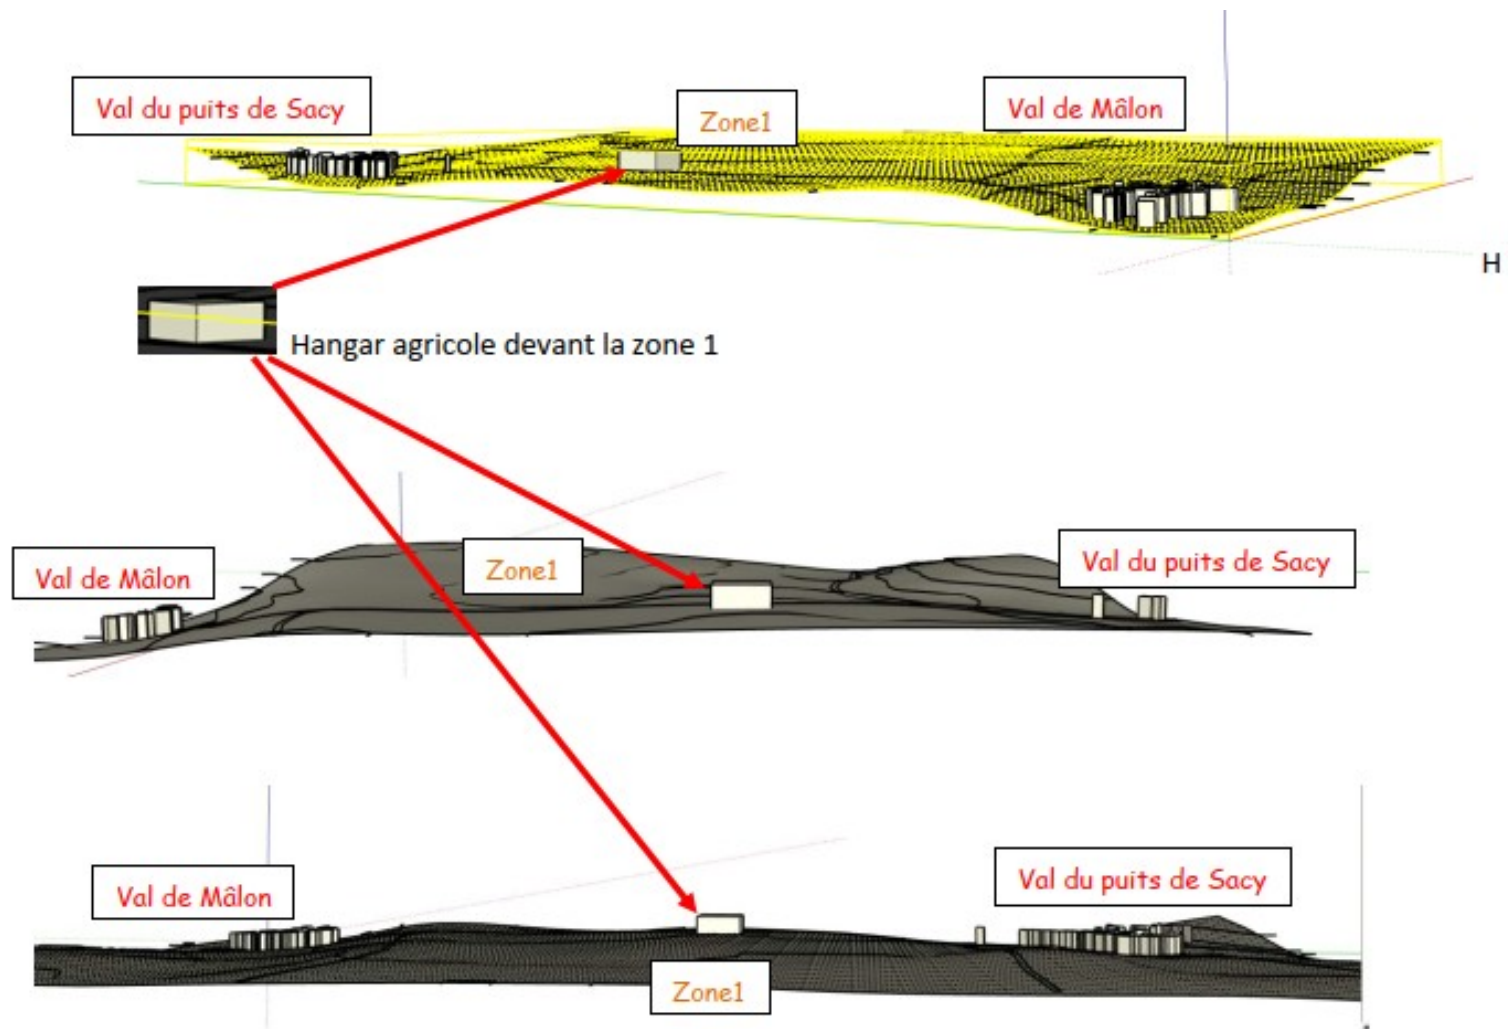 Val du puits de Sacy
Zone1
Val de Mâlon
H
Hangar agricole devant la zone 1
Val de Mâlon
Zone1
Val du puits de Sacy
Val de Mâlon
Val du puits de Sacy
Zone1